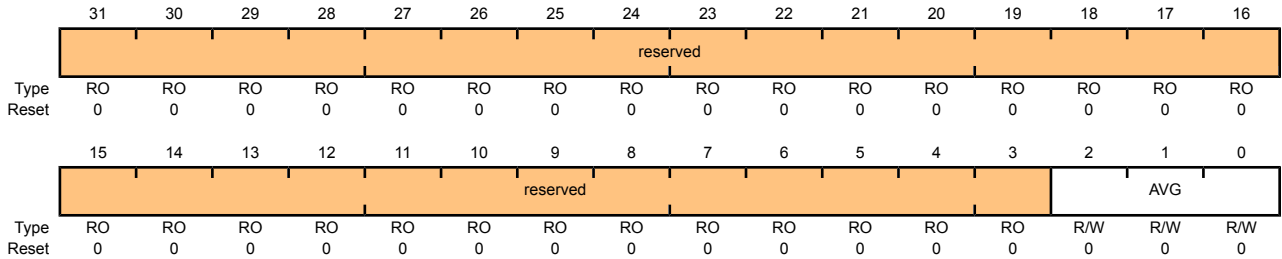 31 30 29 28 27 26 25 24 23 22 21 20 19 18 17 16
reserved
Type RO RO RO RO RO RO RO RO RO RO RO RO RO RO RO RO
Reset 0 0 0 0 0 0 0 0 0 0 0 0 0 0 0 0
15 14 13 12 11 10 9 8 7 6 5 4 3 2 1 0
reserved AVG
Type RO RO RO RO RO RO RO RO RO RO RO RO RO R/W R/W R/W
Reset 0 0 0 0 0 0 0 0 0 0 0 0 0 0 0 0